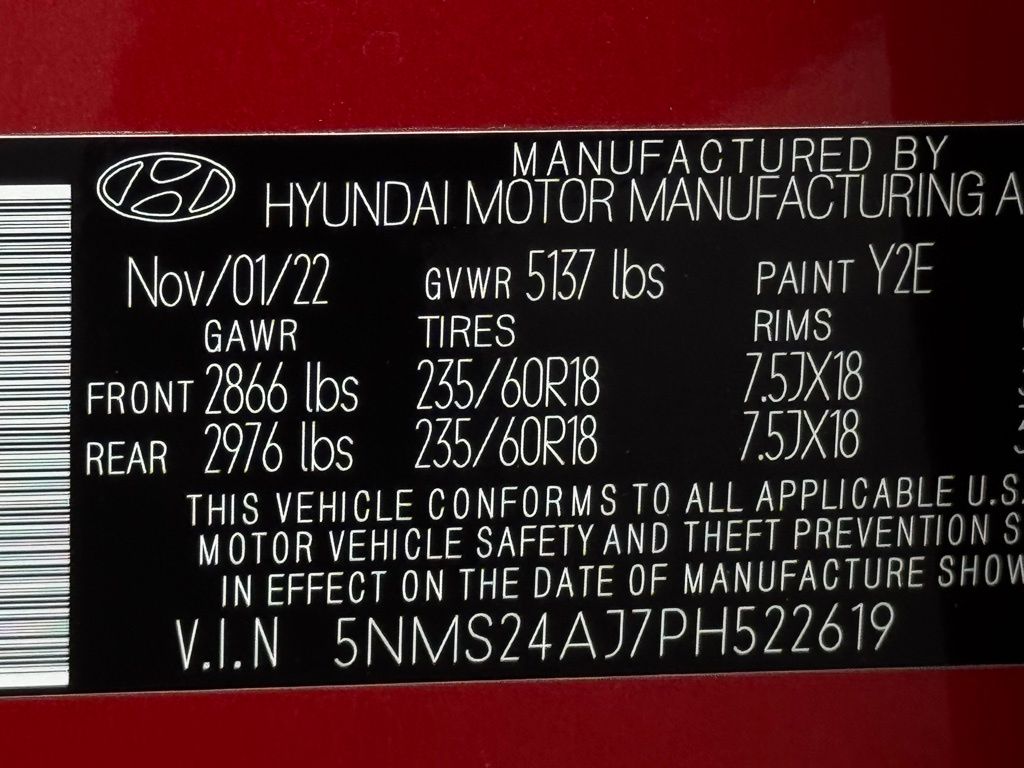 MANUFACTURED BY
HYUNDAI MOTOR MANUFACTURING A
Nov/01/22 GVWR 5137 lbs PAINT Y2E
GAWR TIRES RIMS
FRONT 2866 lbs 235/60R18 7.5JX18
REAR 2976 lbs 235/60R18 7.5JX18
THIS VEHICLE CONFORMS TO ALL APPLICABLE U.S.
MOTOR VEHICLE SAFETY AND THEFT PREVENTION S
IN EFFECT ON THE DATE OF MANUFACTURE SHOW
V.I.N 5NMS24AJ7PH522619